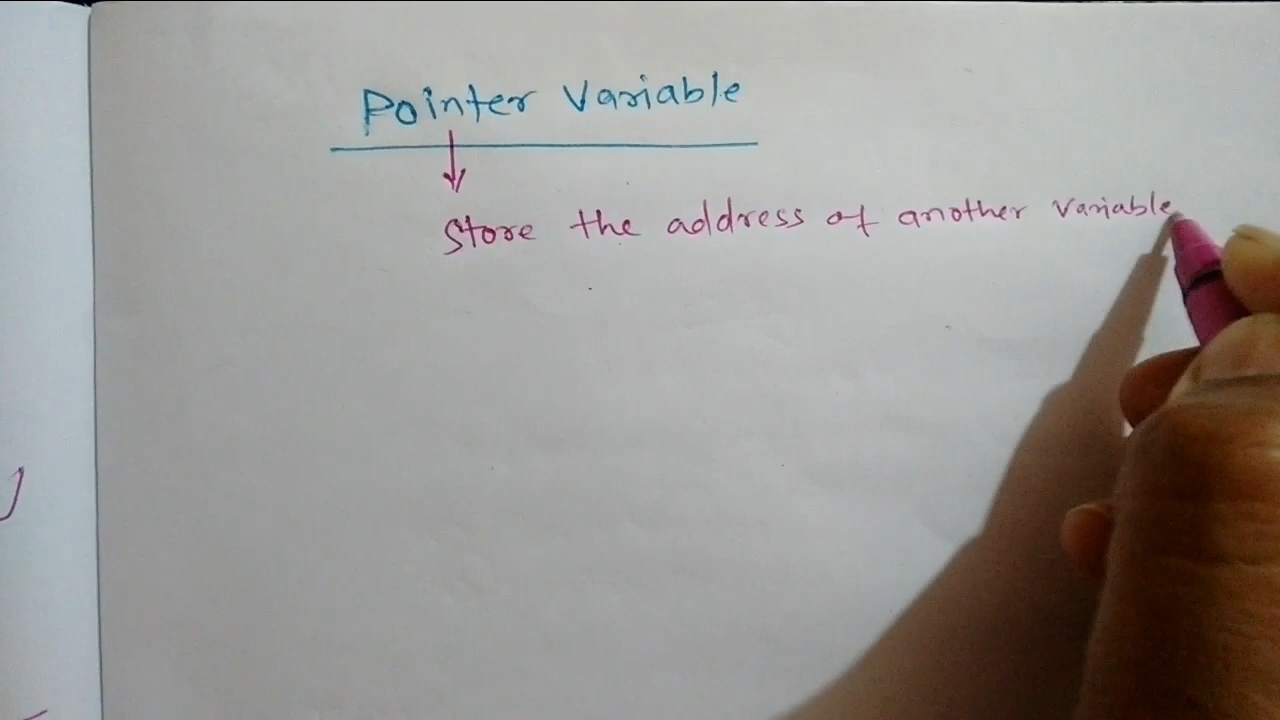 Pointer Variable
Store the address of another variable